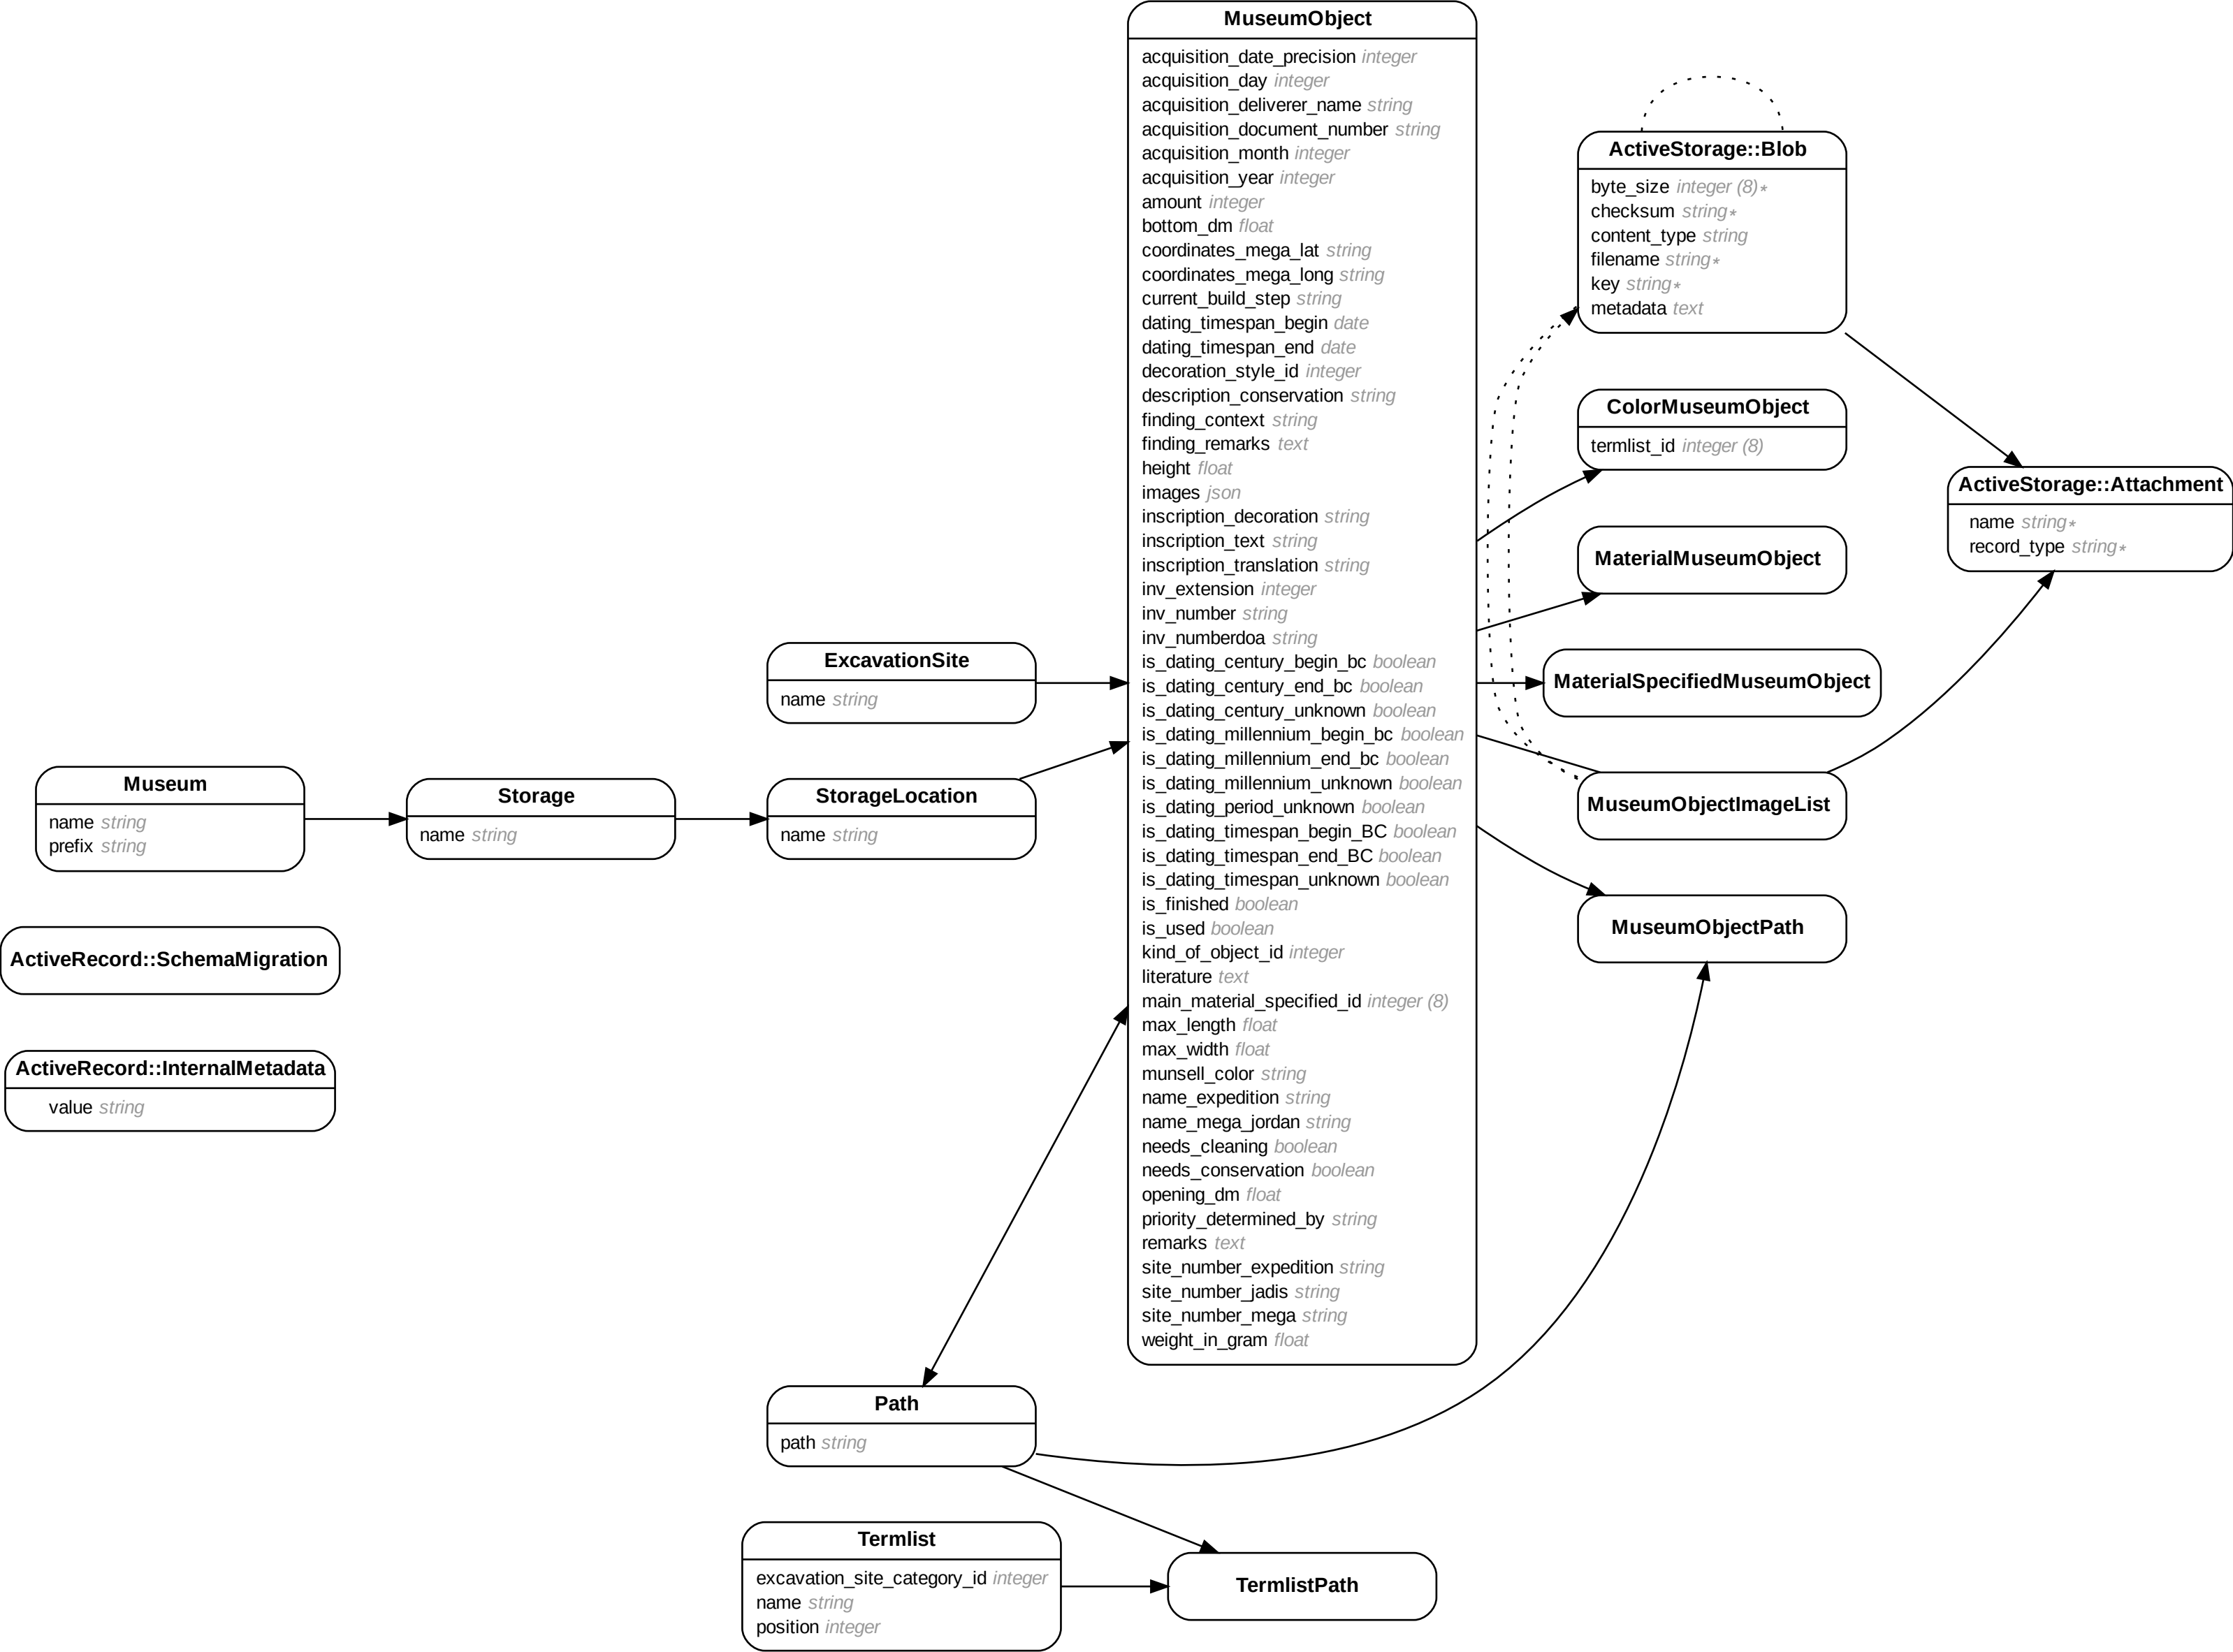 MuseumObject
acquisition_date_precision integer
acquisition_day integer
acquisition_deliverer_name string
acquisition_document_number string
acquisition_month integer
acquisition_year integer
amount integer
bottom_dm float
coordinates_mega_lat string
coordinates_mega_long string
current_build_step string
dating_timespan_begin date
dating_timespan_end date
decoration_style_id integer
description_conservation string
finding_context string
finding_remarks text
height float
images json
inscription_decoration string
inscription_text string
inscription_translation string
inv_extension integer
inv_number string
inv_numberdoa string
is_dating_century_begin_bc boolean
is_dating_century_end_bc boolean
is_dating_century_unknown boolean
is_dating_millennium_begin_bc boolean
is_dating_millennium_end_bc boolean
is_dating_millennium_unknown boolean
is_dating_period_unknown boolean
is_dating_timespan_begin_BC boolean
is_dating_timespan_end_BC boolean
is_dating_timespan_unknown boolean
is_finished boolean
is_used boolean
kind_of_object_id integer
literature text
main_material_specified_id integer (8)
max_length float
max_width float
munsell_color string
name_expedition string
name_mega_jordan string
needs_cleaning boolean
needs_conservation boolean
opening_dm float
priority_determined_by string
remarks text
site_number_expedition string
site_number_jadis string
site_number_mega string
weight_in_gram float
ActiveStorage::Blob
byte_size integer (8)*
checksum string*
content_type string
filename string*
key string*
metadata text
ColorMuseumObject
termlist_id integer (8)
ActiveStorage::Attachment
name string*
record_type string*
MaterialMuseumObject
MaterialSpecifiedMuseumObject
MuseumObjectImageList
MuseumObjectPath
ExcavationSite
name string
Museum
name string
prefix string
Storage
name string
StorageLocation
name string
ActiveRecord::SchemaMigration
ActiveRecord::InternalMetadata
value string
Path
path string
Termlist
excavation_site_category_id integer
name string
position integer
TermlistPath